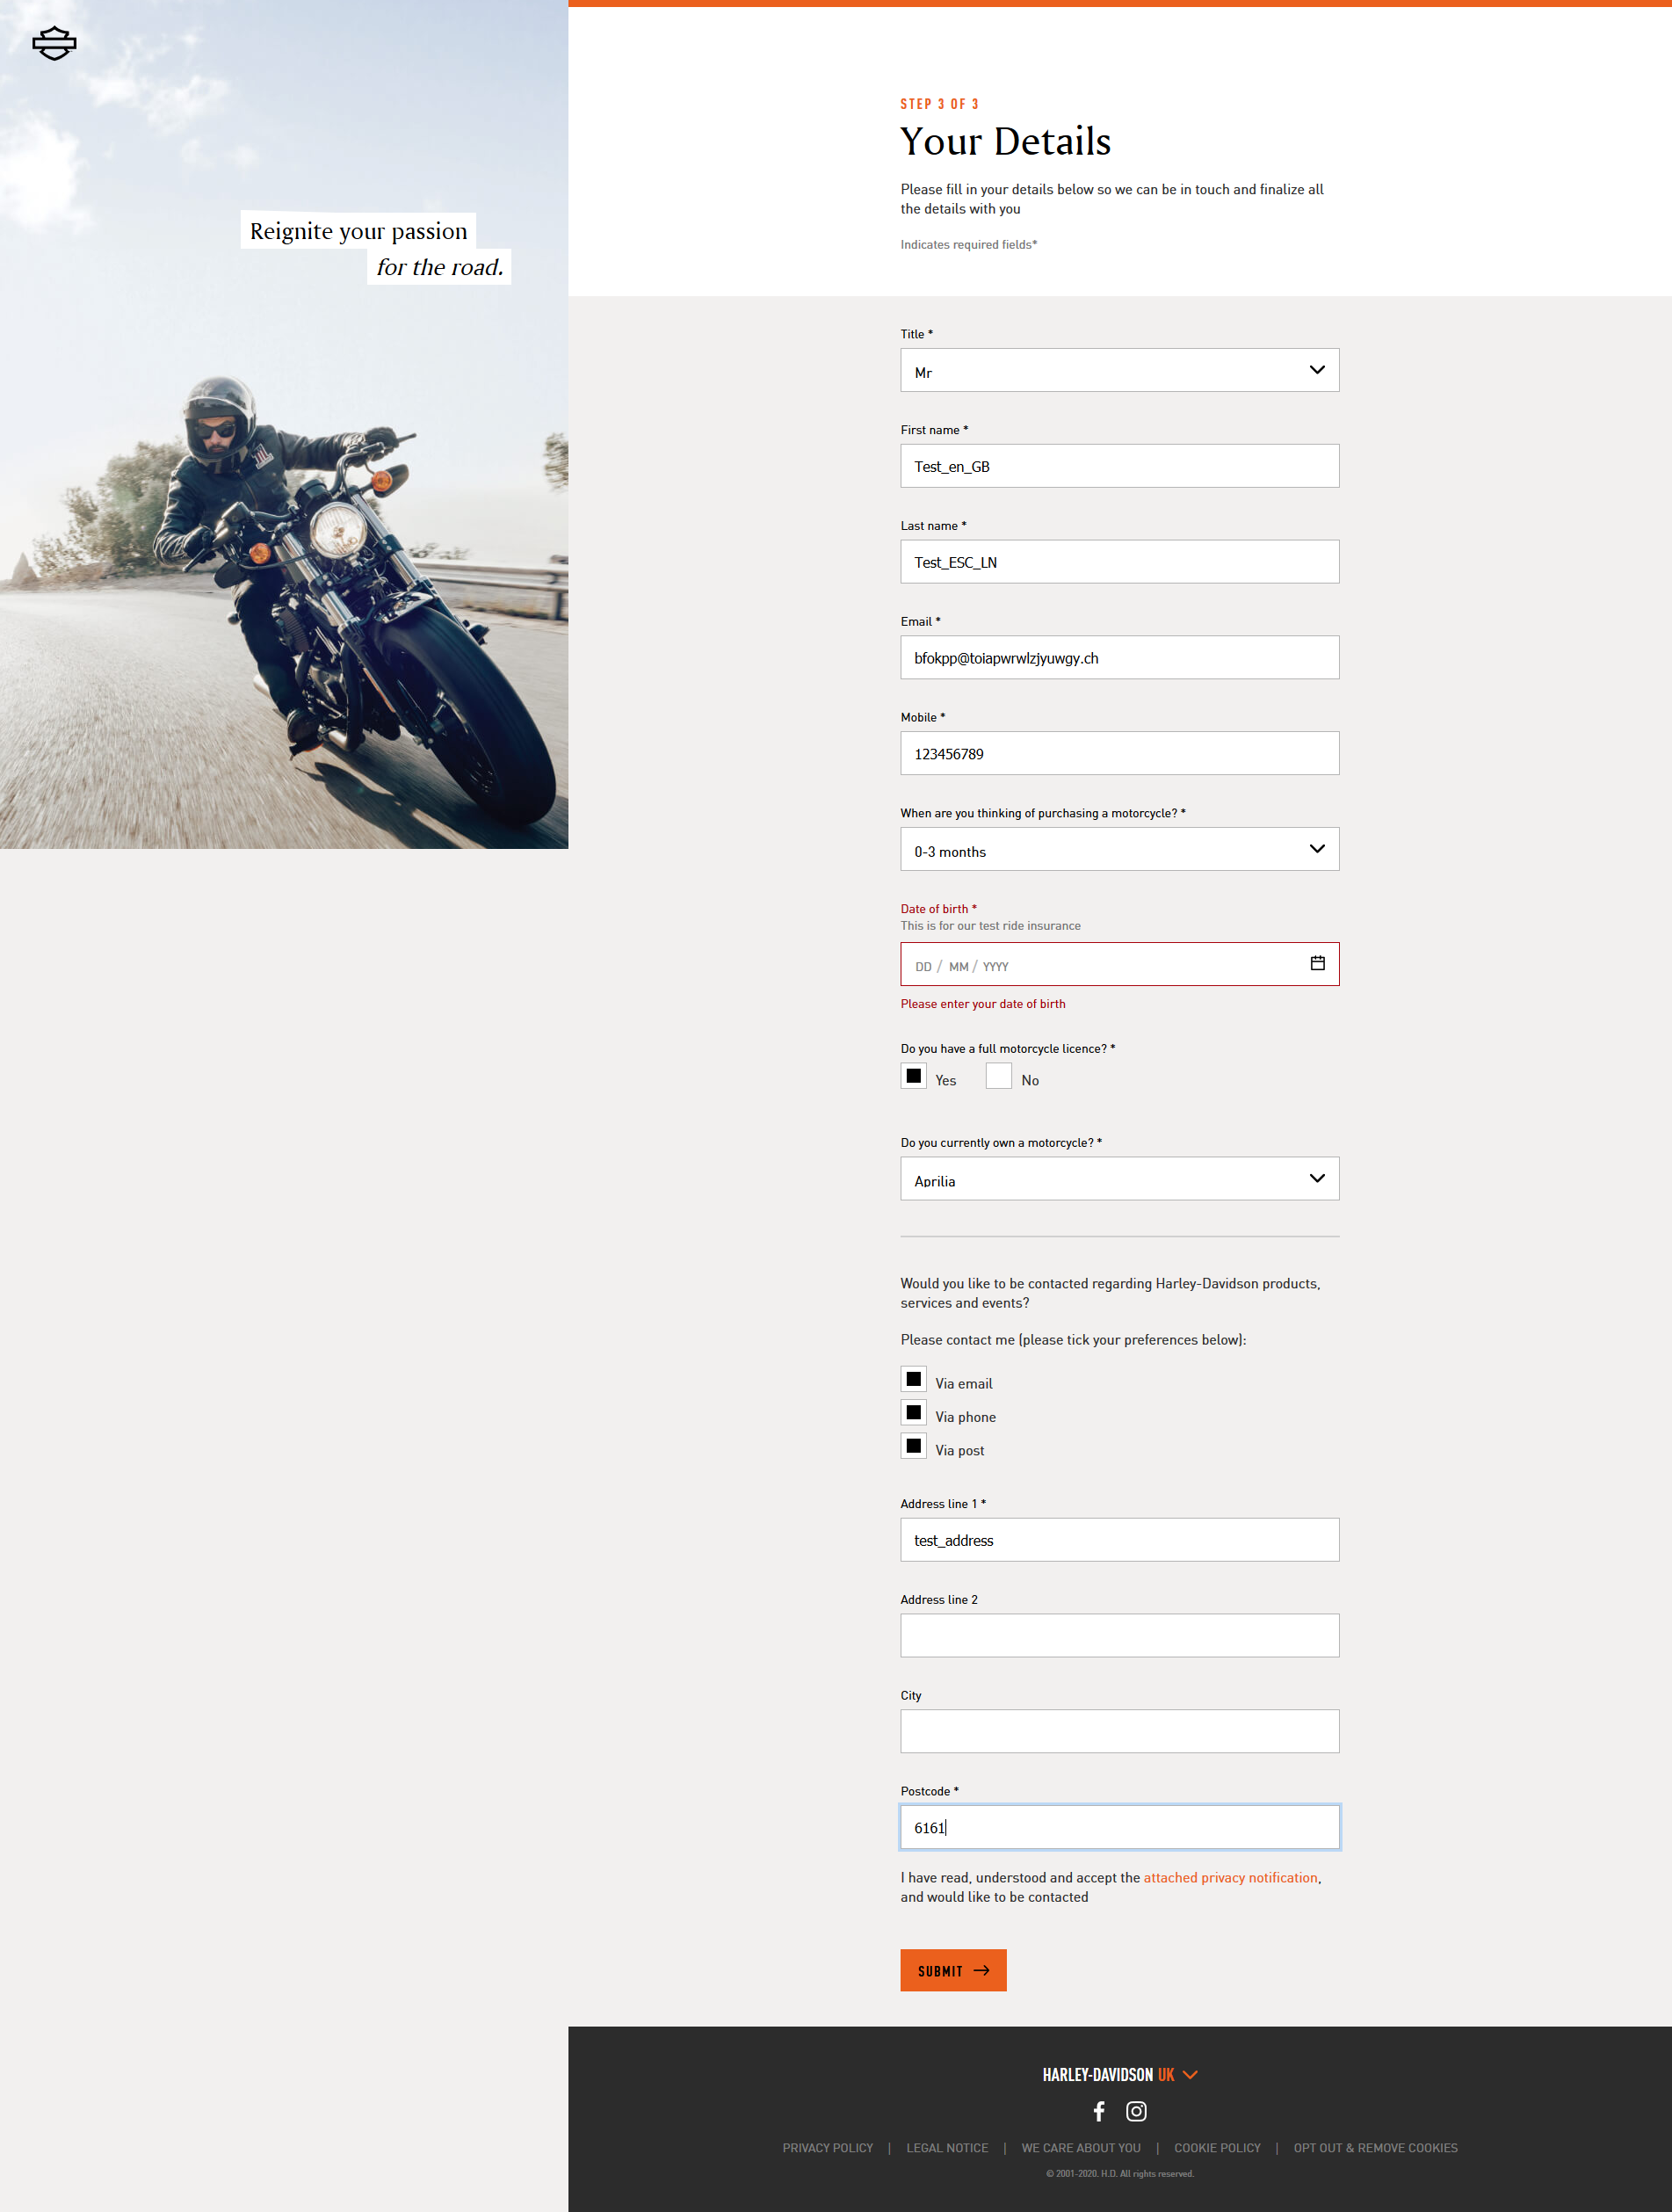 Reignite your passion
for the road.
STEP 3 OF 3
Your Details
Please fill in your details below so we can be in touch and finalize all
the details with you
Indicates required fields*
Title *
Mr
First name *
Test_en_GB
Last name *
Test_ESC_LN
Email *
bfokpp@toiapwrwlzjyuwgy.ch
Mobile *
123456789
When are you thinking of purchasing a motorcycle? *
0-3 months
Date of birth *
This is for our test ride insurance
DD / MM / YYYY
Please enter your date of birth
Do you have a full motorcycle licence? *
Yes No
Do you currently own a motorcycle? *
Aprilia
Would you like to be contacted regarding Harley-Davidson products,
services and events?
Please contact me (please tick your preferences below):
Via email
Via phone
Via post
Address line 1 *
test_address
Address line 2
City
Postcode *
6161
I have read, understood and accept the attached privacy notification,
and would like to be contacted
SUBMIT
HARLEY-DAVIDSON UK
PRIVACY POLICY | LEGAL NOTICE | WE CARE ABOUT YOU | COOKIE POLICY | OPT OUT & REMOVE COOKIES
© 2001-2020. H.D. All rights reserved.